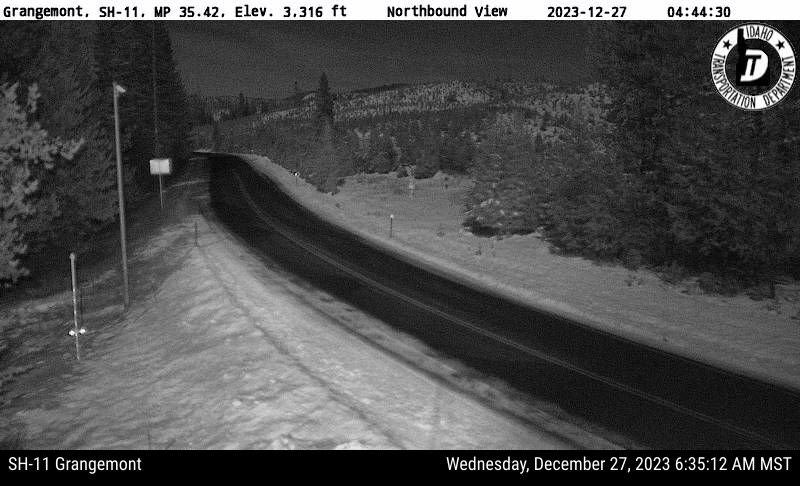 Grangemont, SH-11, MP 35.42, Elev. 3,316 ft Northbound View 2023-12-27 04:44:30
IDAHO
TRANSPORTATION DEPARTMENT
SH-11 Grangemont Wednesday, December 27, 2023 6:35:12 AM MST